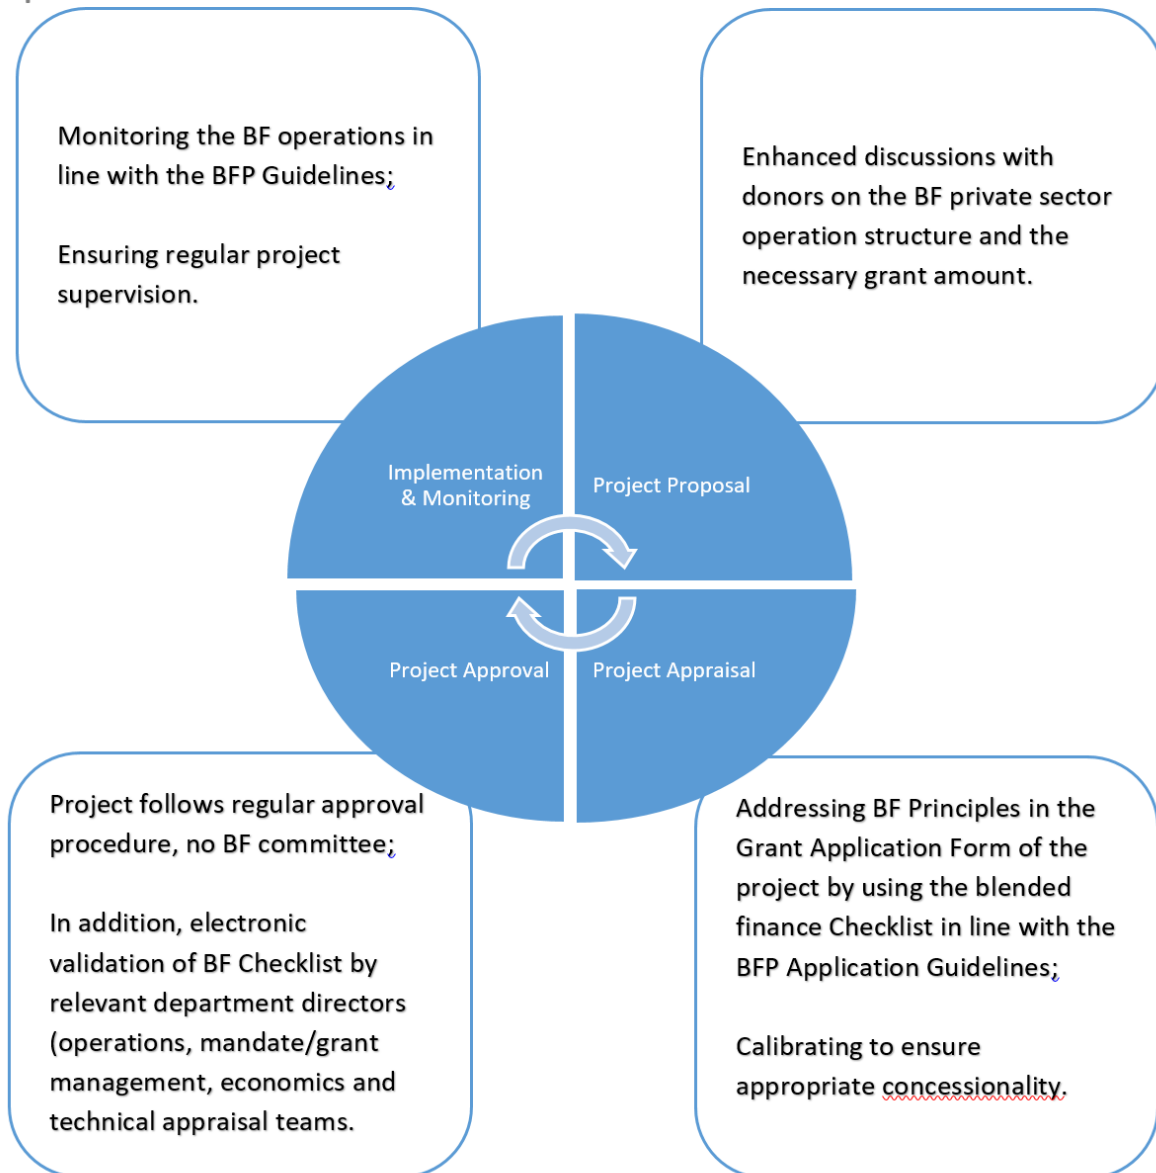 Monitoring the BF operations in
line with the BFP Guidelines;
Ensuring regular project
supervision.
Enhanced discussions with
donors on the BF private sector
operation structure and the
necessary grant amount.
Implementation
& Monitoring
Project Proposal
Project Approval
Project Appraisal
Project follows regular approval
procedure, no BF committee;
In addition, electronic
validation of BF Checklist by
relevant department directors
(operations, mandate/grant
management, economics and
technical appraisal teams.
Addressing BF Principles in the
Grant Application Form of the
project by using the blended
finance Checklist in line with the
BFP Application Guidelines;
Calibrating to ensure
appropriate concessionality.